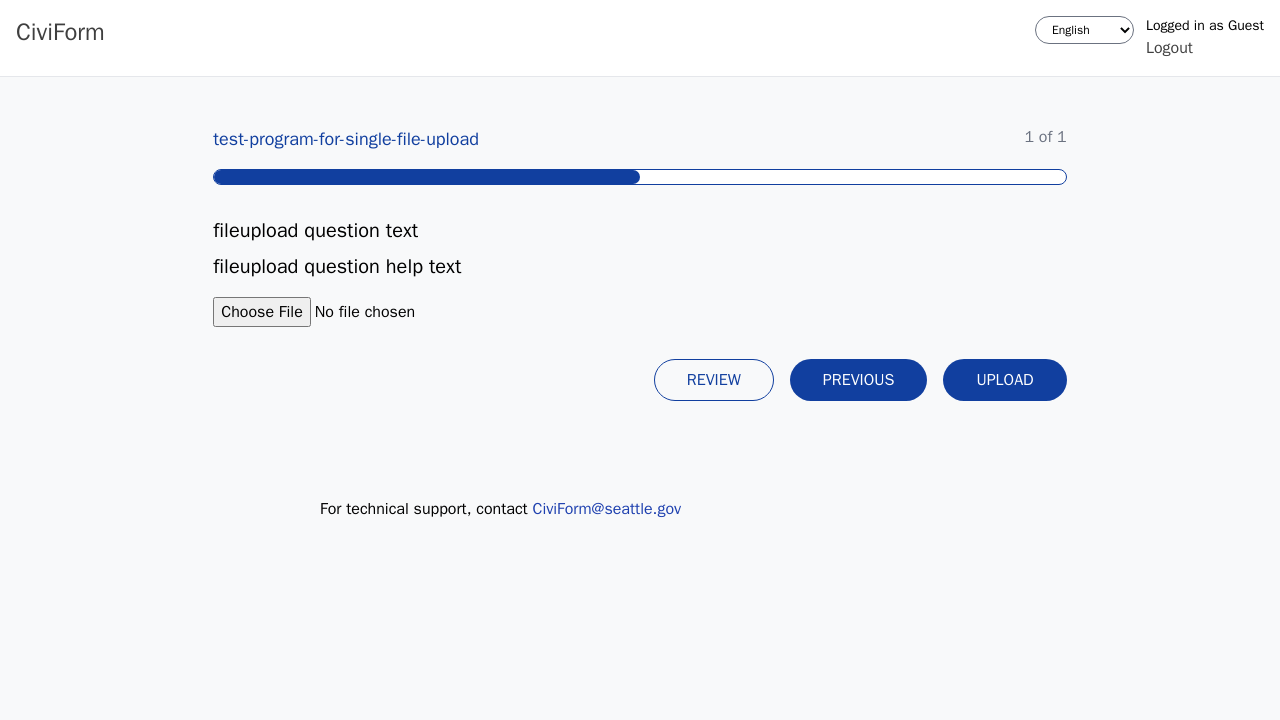 CiviForm
English
Logged in as Guest
Logout
test-program-for-single-file-upload
1 of 1
fileupload question text
fileupload question help text
Choose File No file chosen
REVIEW
PREVIOUS
UPLOAD
For technical support, contact CiviForm@seattle.gov